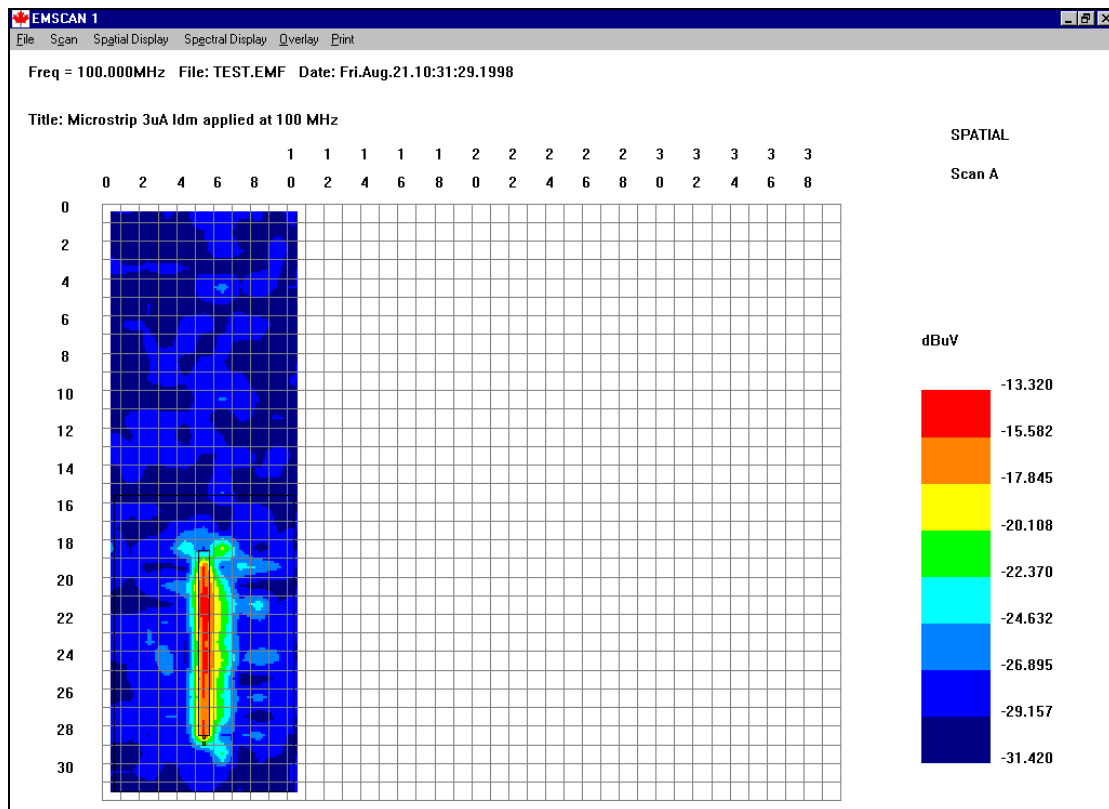 EMSCAN 1
File Scan Spatial Display Spectral Display Overlay Print
Freq = 100.000MHz File: TEST.EMF Date: Fri.Aug.21.10:31:29.1998
Title: Microstrip 3uA Idm applied at 100 MHz
SPATIAL
Scan A
1 1 1 1 1 2 2 2 2 2 3 3 3 3 3
0 2 4 6 8 0 2 4 6 8 0 2 4 6 8 0 2 4 6 8
0
2
4
6
8
10
12
14
16
18
20
22
24
26
28
30
dBuV
-13.320
-15.582
-17.845
-20.108
-22.370
-24.632
-26.895
-29.157
-31.420